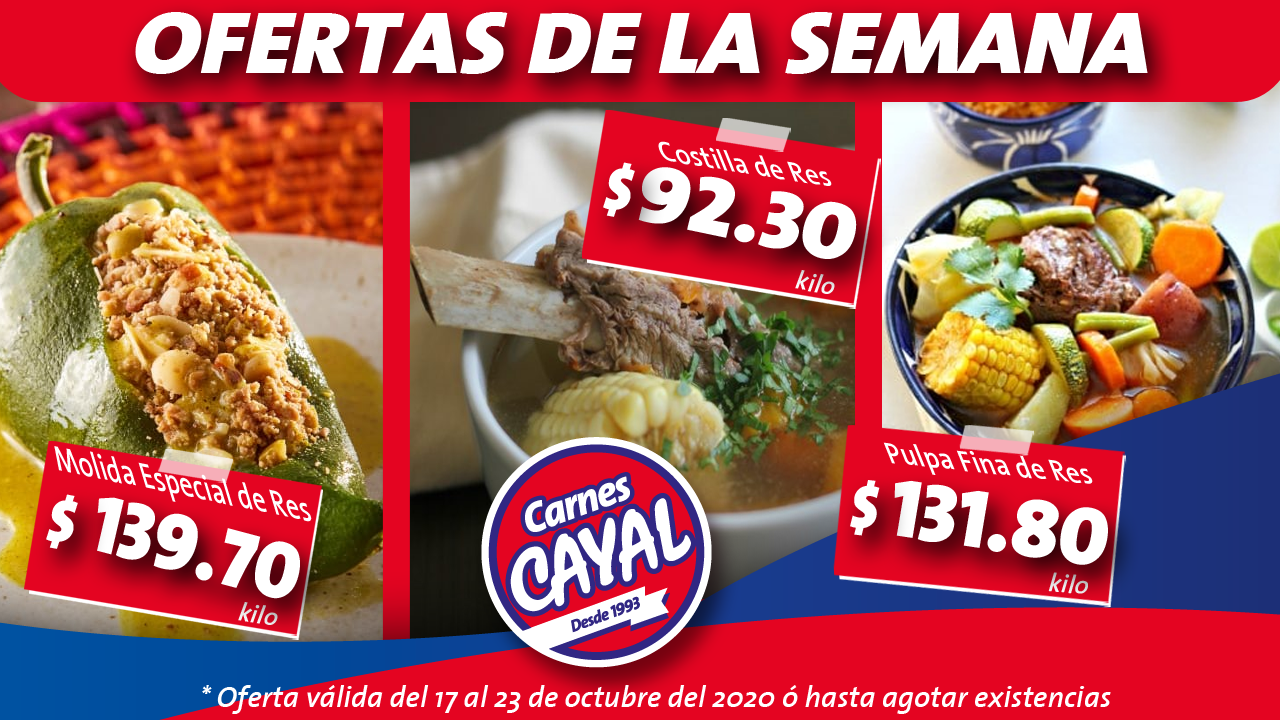 OFERTAS DE LA SEMANA
Costilla de Res
$92.30
kilo
Molida Especial de Res
$ 139.70
kilo
Pulpa Fina de Res
$ 131.80
kilo
Carnes
CAYAL
Desde 1993
* Oferta válida del 17 al 23 de octubre del 2020 ó hasta agotar existencias